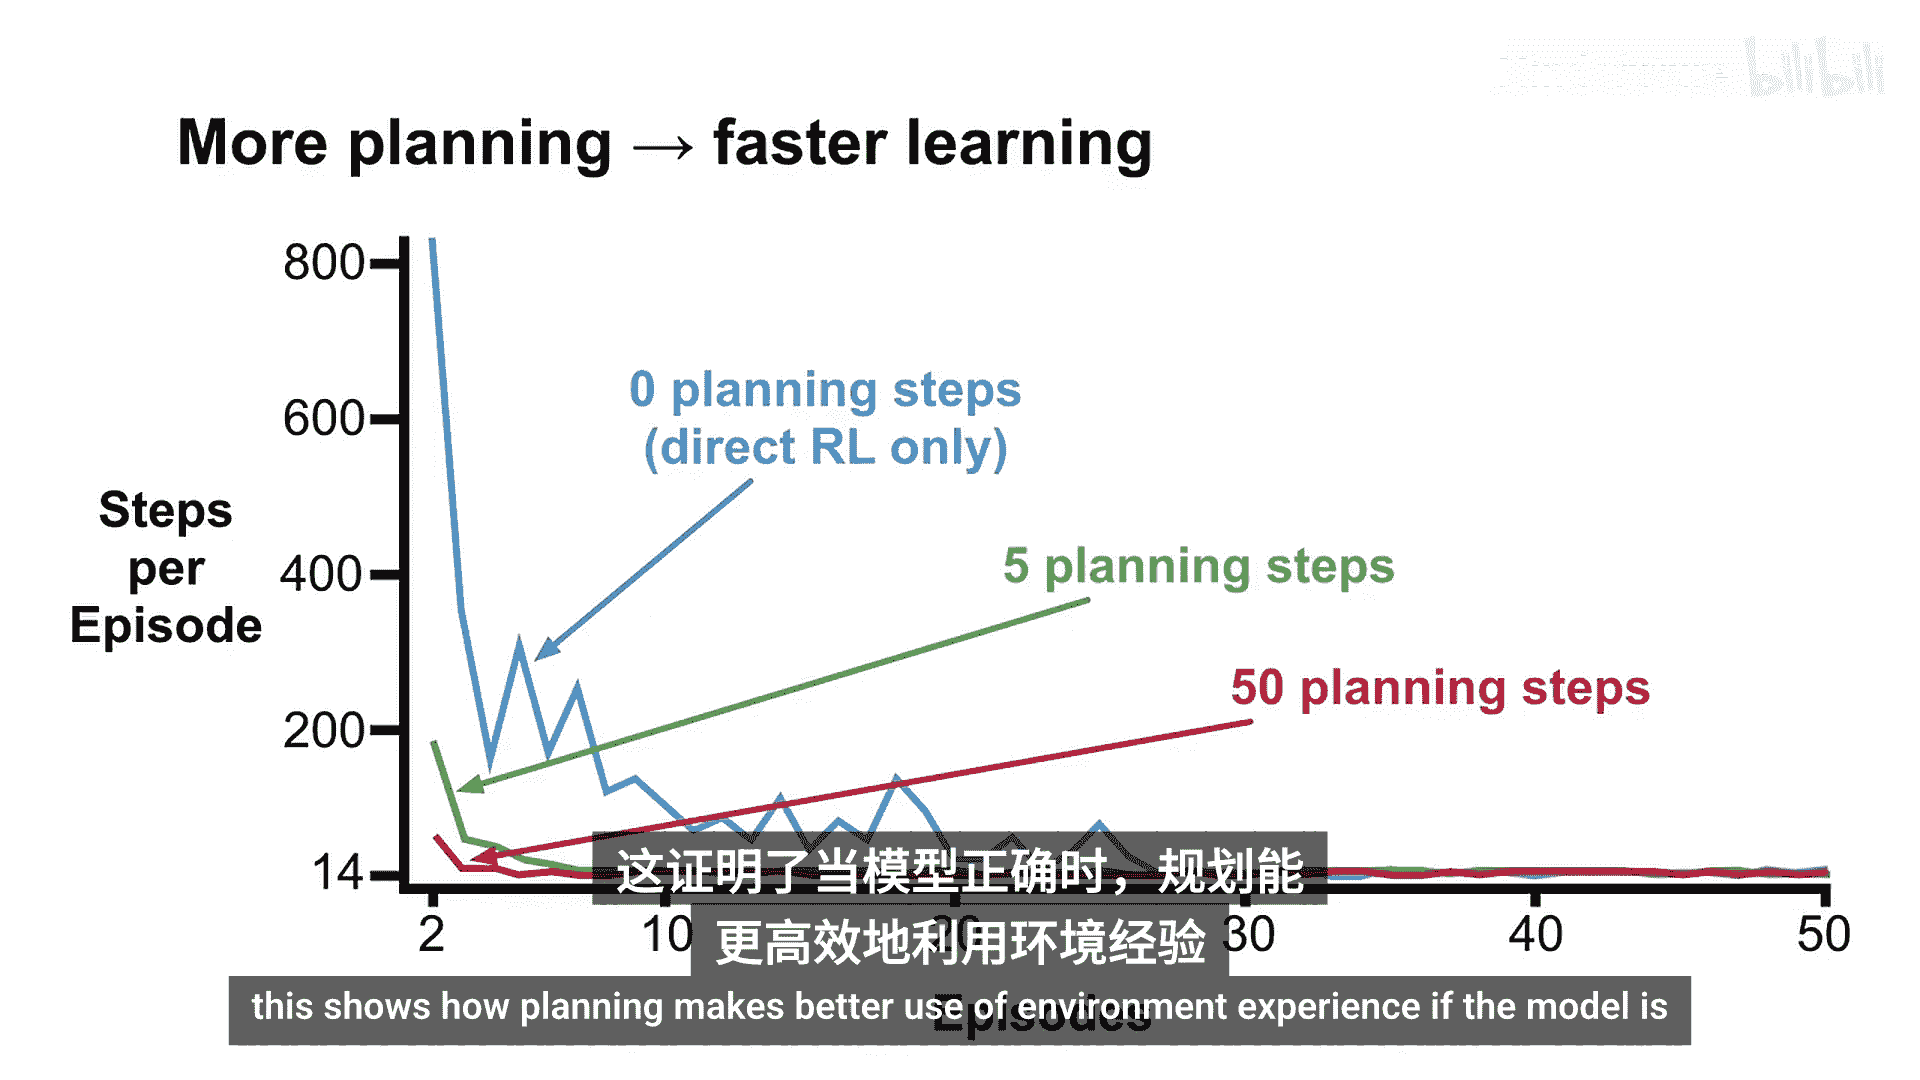 bilibili
More planning → faster learning
800
600
400
200
14
Steps
per
Episode
0 planning steps
(direct RL only)
5 planning steps
50 planning steps
2
10
20
30
40
50
Episodes
这证明了当模型正确时，规划能
更高效地利用环境经验
this shows how planning makes better use of environment experience if the model is